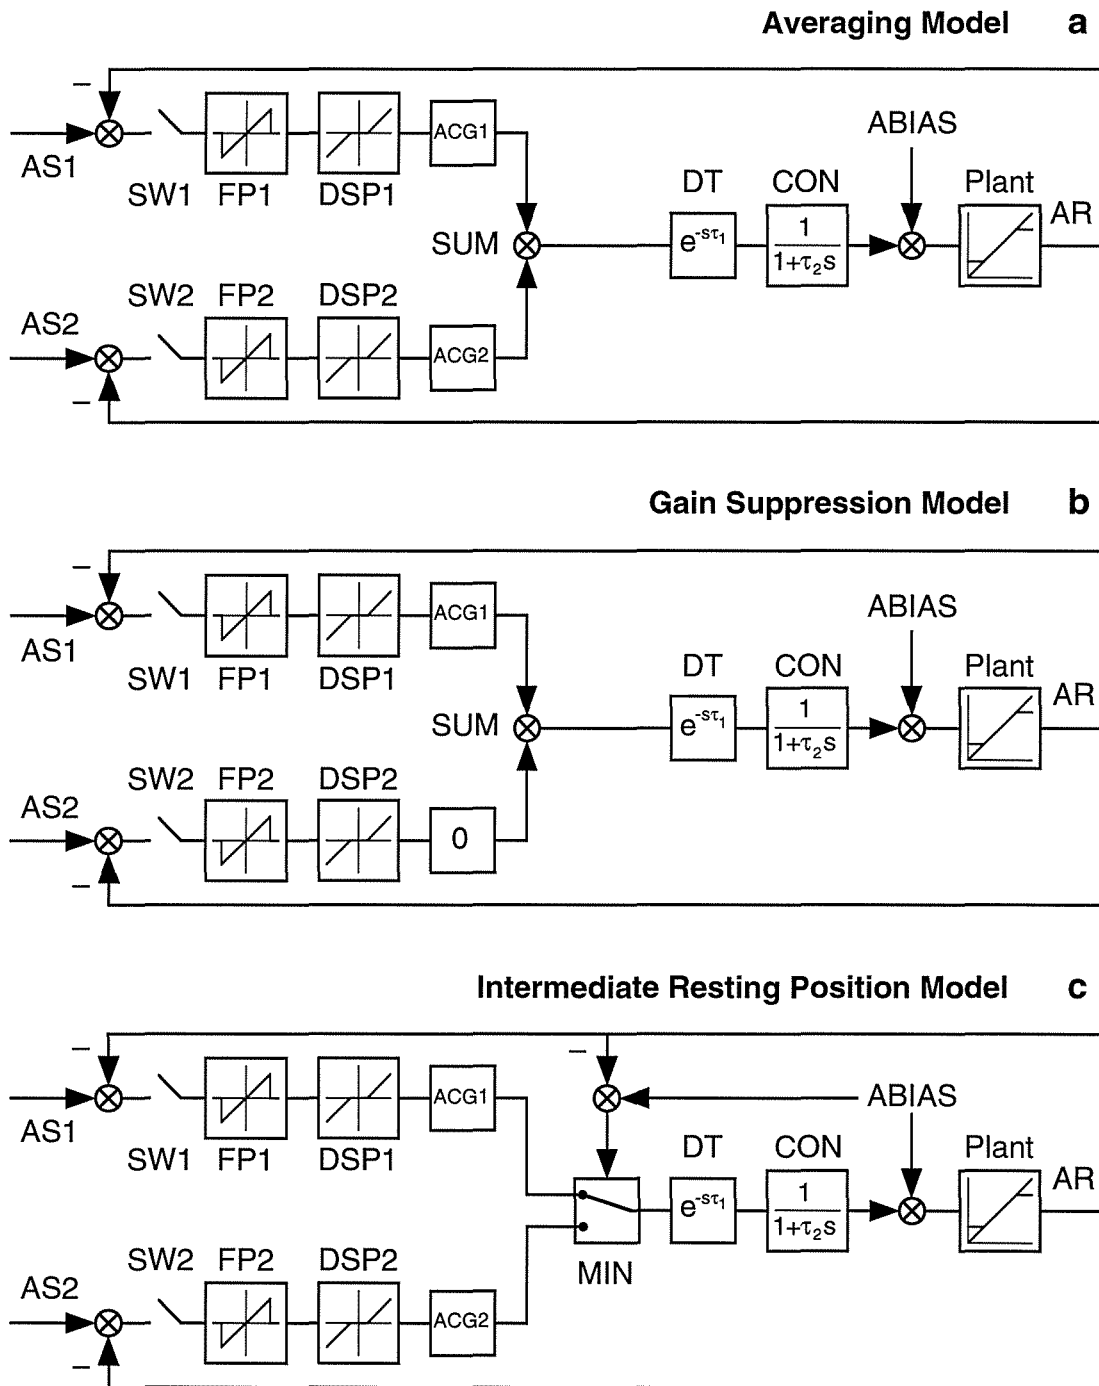 Averaging Model a
–
AS1
SW1 FP1 DSP1 ACG1
ABIAS
SUM
DT CON Plant AR
e^{-sτ₁} 1/(1+τ₂s)
AS2
SW2 FP2 DSP2 ACG2
–
Gain Suppression Model b
–
AS1
SW1 FP1 DSP1 ACG1
ABIAS
SUM
DT CON Plant AR
e^{-sτ₁} 1/(1+τ₂s)
AS2
SW2 FP2 DSP2 0
–
Intermediate Resting Position Model c
– –
AS1
SW1 FP1 DSP1 ACG1
ABIAS
DT CON Plant AR
e^{-sτ₁} 1/(1+τ₂s)
MIN
AS2
SW2 FP2 DSP2 ACG2
–